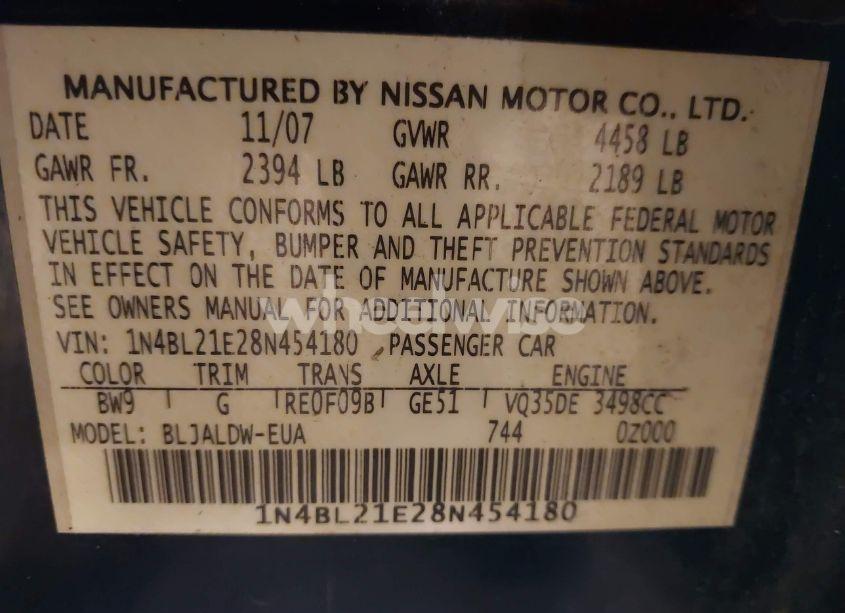 MANUFACTURED BY NISSAN MOTOR CO., LTD.
DATE 11/07 GVWR 4458 LB
GAWR FR. 2394 LB GAWR RR. 2189 LB
THIS VEHICLE CONFORMS TO ALL APPLICABLE FEDERAL MOTOR
VEHICLE SAFETY, BUMPER AND THEFT PREVENTION STANDARDS
IN EFFECT ON THE DATE OF MANUFACTURE SHOWN ABOVE.
SEE OWNERS MANUAL FOR ADDITIONAL INFORMATION.
wheelwise
VIN: 1N4BL21E28N454180 PASSENGER CAR
COLOR TRIM TRANS AXLE ENGINE
BW9 G RE0F09B GE51 VQ35DE 3498CC
MODEL: BLJALDW-EUA 744 0Z000
1N4BL21E28N454180